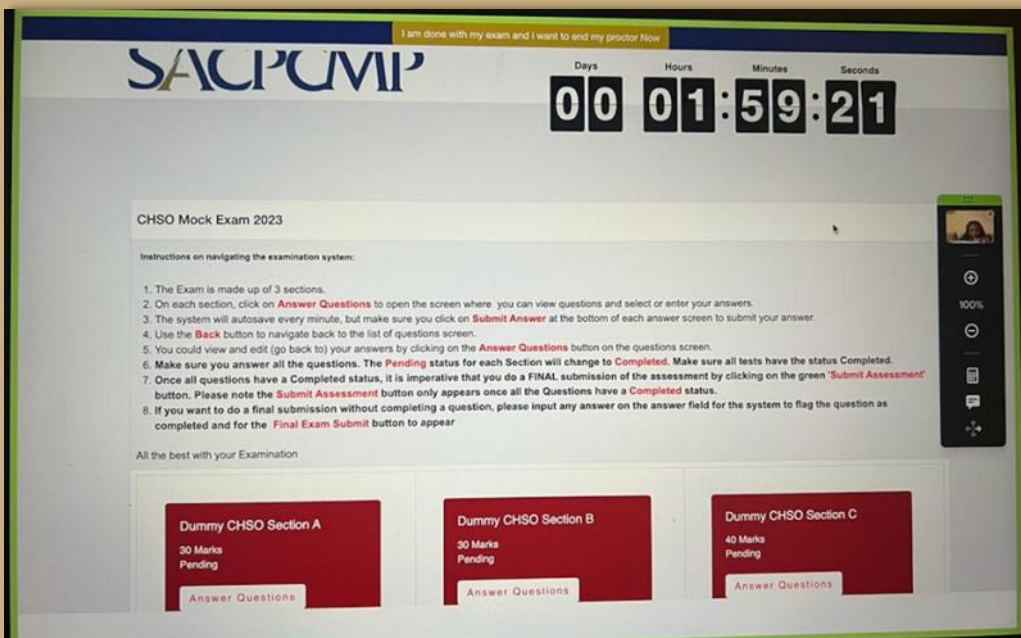 I am done with my exam and i want to end my proctor Now
SACPCMP
Days Hours Minutes Seconds
00 01:59:21
CHSO Mock Exam 2023
Instructions on navigating the examination system:
1. The Exam is made up of 3 sections.
2. On each section, click on Answer Questions to open the screen where you can view questions and select or enter your answers.
3. The system will autosave every minute, but make sure you click on Submit Answer at the bottom of each answer screen to submit your answer.
4. Use the Back button to navigate back to the list of questions screen.
5. You could view and edit (go back to) your answers by clicking on the Answer Questions button on the questions screen.
6. Make sure you answer all the questions. The Pending status for each Section will change to Completed. Make sure all tests have the status Completed.
7. Once all questions have a Completed status, it is imperative that you do a FINAL submission of the assessment by clicking on the green 'Submit Assessment'
button. Please note the Submit Assessment button only appears once all the Questions have a Completed status.
8. If you want to do a final submission without completing a question, please input any answer on the answer field for the system to flag the question as
completed and for the Final Exam Submit button to appear
All the best with your Examination
Dummy CHSO Section A
30 Marks
Pending
Answer Questions
Dummy CHSO Section B
30 Marks
Pending
Answer Questions
Dummy CHSO Section C
40 Marks
Pending
Answer Questions
100%